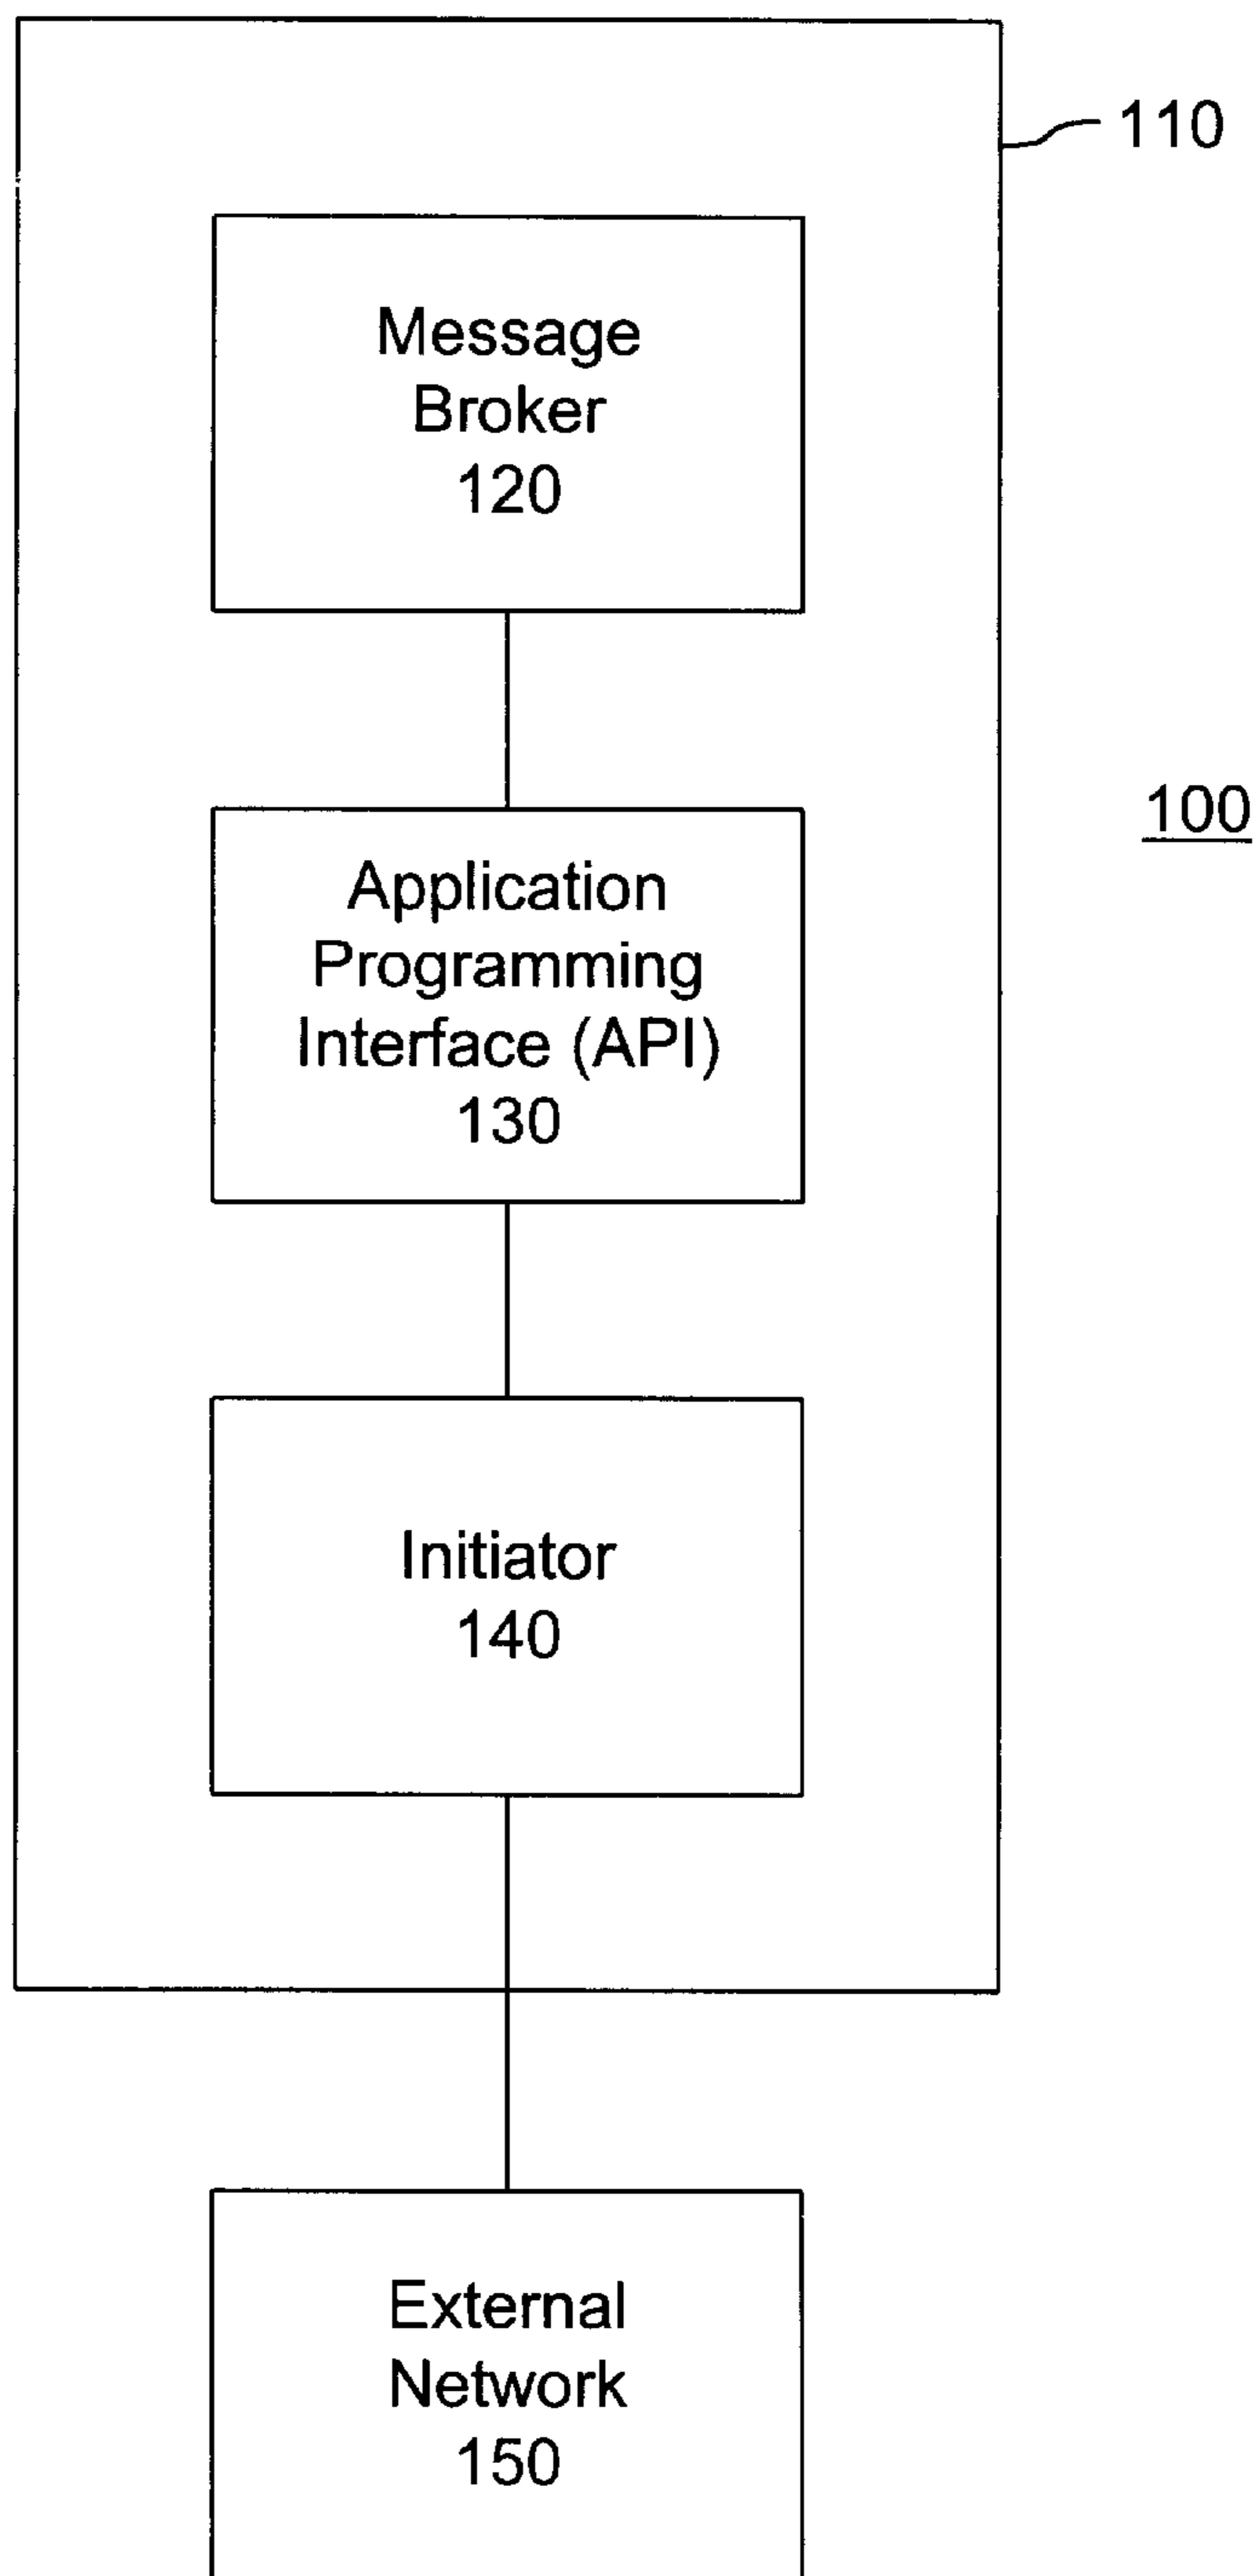 110
Message
Broker
120
100
Application
Programming
Interface (API)
130
Initiator
140
External
Network
150